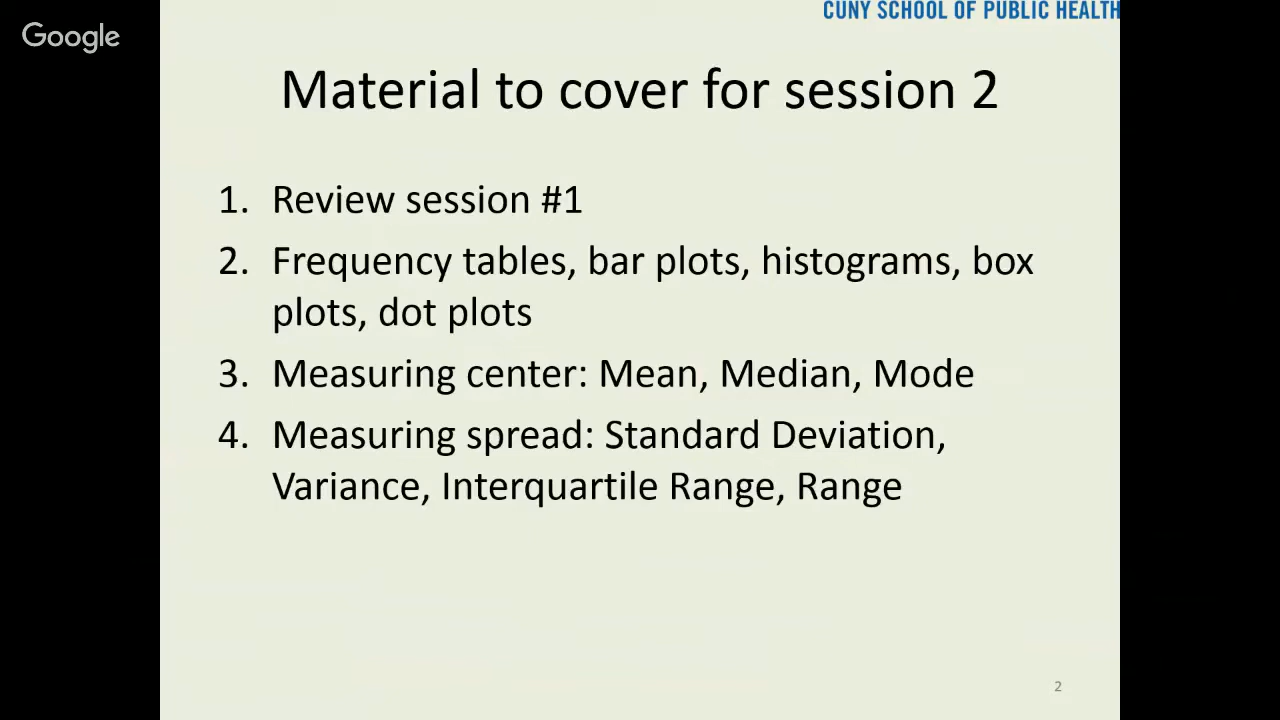 CUNY SCHOOL OF PUBLIC HEALTH
Google
Material to cover for session 2
1. Review session #1
2. Frequency tables, bar plots, histograms, box
plots, dot plots
3. Measuring center: Mean, Median, Mode
4. Measuring spread: Standard Deviation,
Variance, Interquartile Range, Range
2